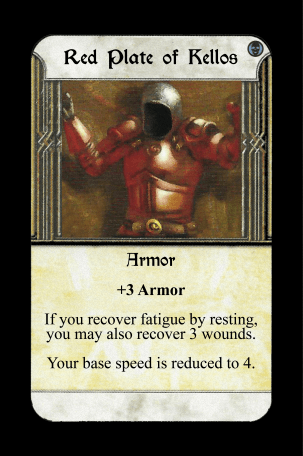 Red Plate of Kellos
Armor
+3 Armor
If you recover fatigue by resting,
you may also recover 3 wounds.
Your base speed is reduced to 4.